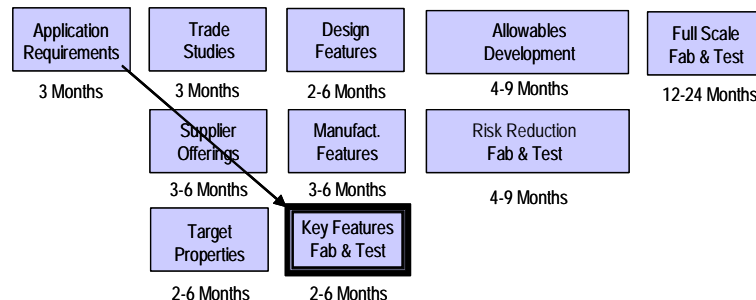 Application
Requirements
3 Months
Trade
Studies
3 Months
Design
Features
2-6 Months
Allowables
Development
4-9 Months
Full Scale
Fab & Test
12-24 Months
Supplier
Offerings
3-6 Months
Manufact.
Features
3-6 Months
Risk Reduction
Fab & Test
4-9 Months
Target
Properties
2-6 Months
Key Features
Fab & Test
2-6 Months